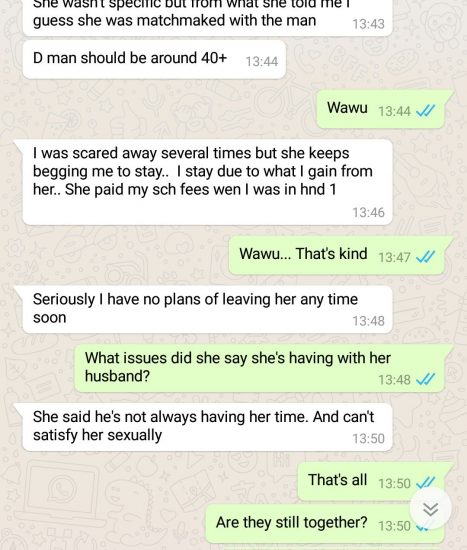 She wasn't specific but from what she told me I
guess she was matchmaked with the man
13:43
D man should be around 40+ 13:44
Wawu 13:44
I was scared away several times but she keeps
begging me to stay.. I stay due to what I gain from
her.. She paid my sch fees wen I was in hnd 1
13:46
Wawu... That's kind 13:47
Seriously I have no plans of leaving her any time
soon
13:48
What issues did she say she's having with her
husband?
13:48
She said he's not always having her time. And can't
satisfy her sexually
13:50
That's all 13:50
Are they still together? 13:50